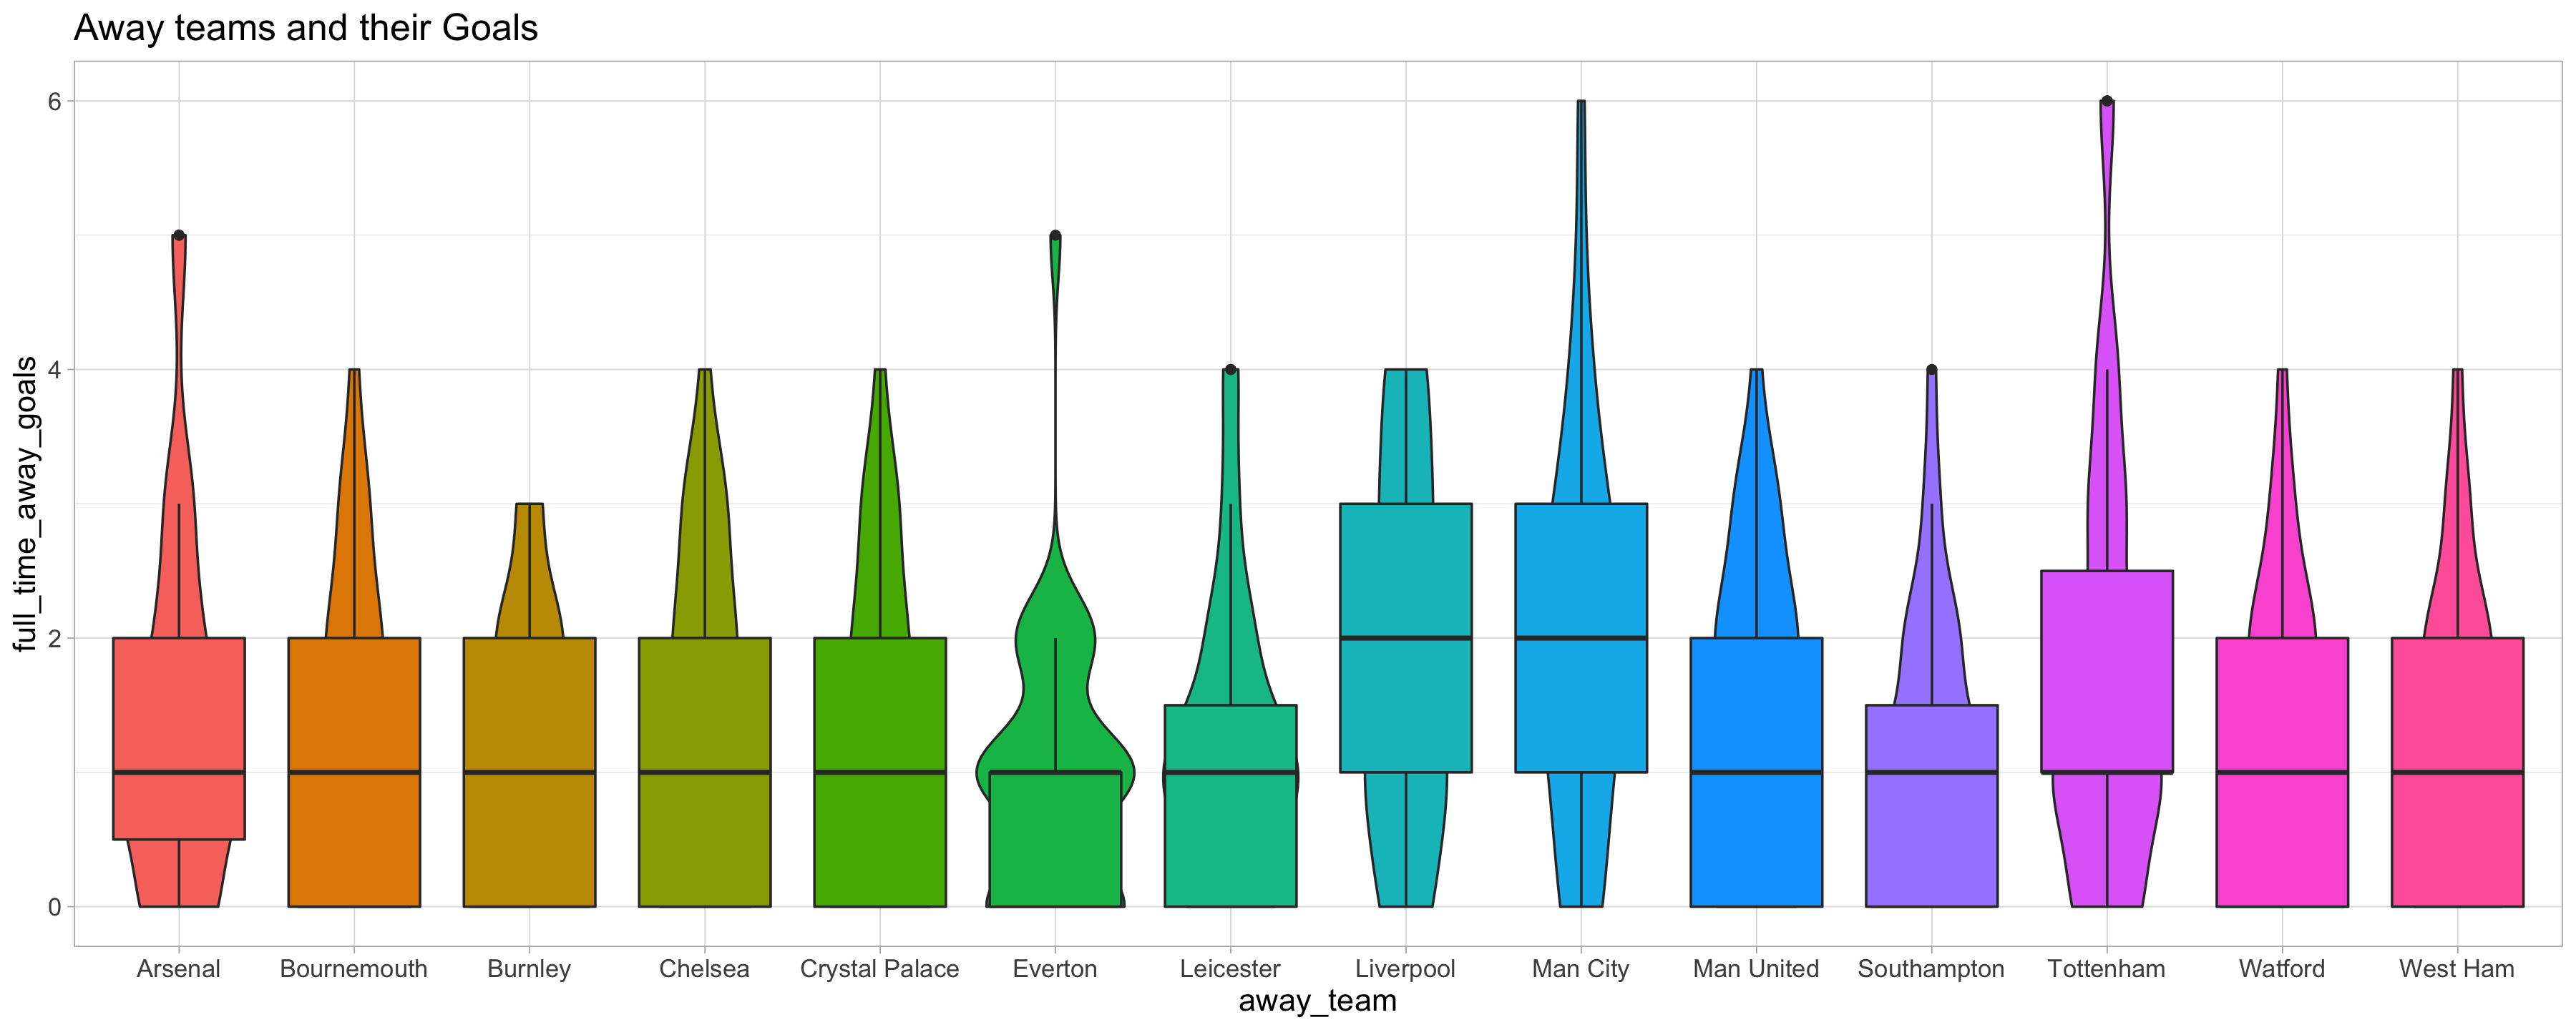 Away teams and their Goals
full_time_away_goals
6
4
2
0
Arsenal Bournemouth Burnley Chelsea Crystal Palace Everton Leicester Liverpool Man City Man United Southampton Tottenham Watford West Ham
away_team